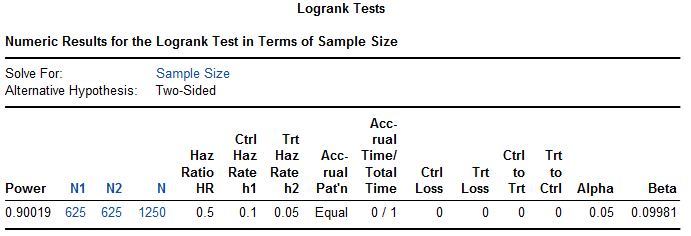 Logrank Tests
Numeric Results for the Logrank Test in Terms of Sample Size
Solve For: Sample Size
Alternative Hypothesis: Two-Sided
Acc-
Ctrl Trt rual Ctrl Trt
Haz Haz Haz Acc- Time/ to to
Ratio Rate Rate rual Total Ctrl Trt Trt Ctrl
Power N1 N2 N HR h1 h2 Pat'n Time Loss Loss Trt Ctrl Alpha Beta
0.90019 625 625 1250 0.5 0.1 0.05 Equal 0 / 1 0 0 0 0 0.05 0.09981